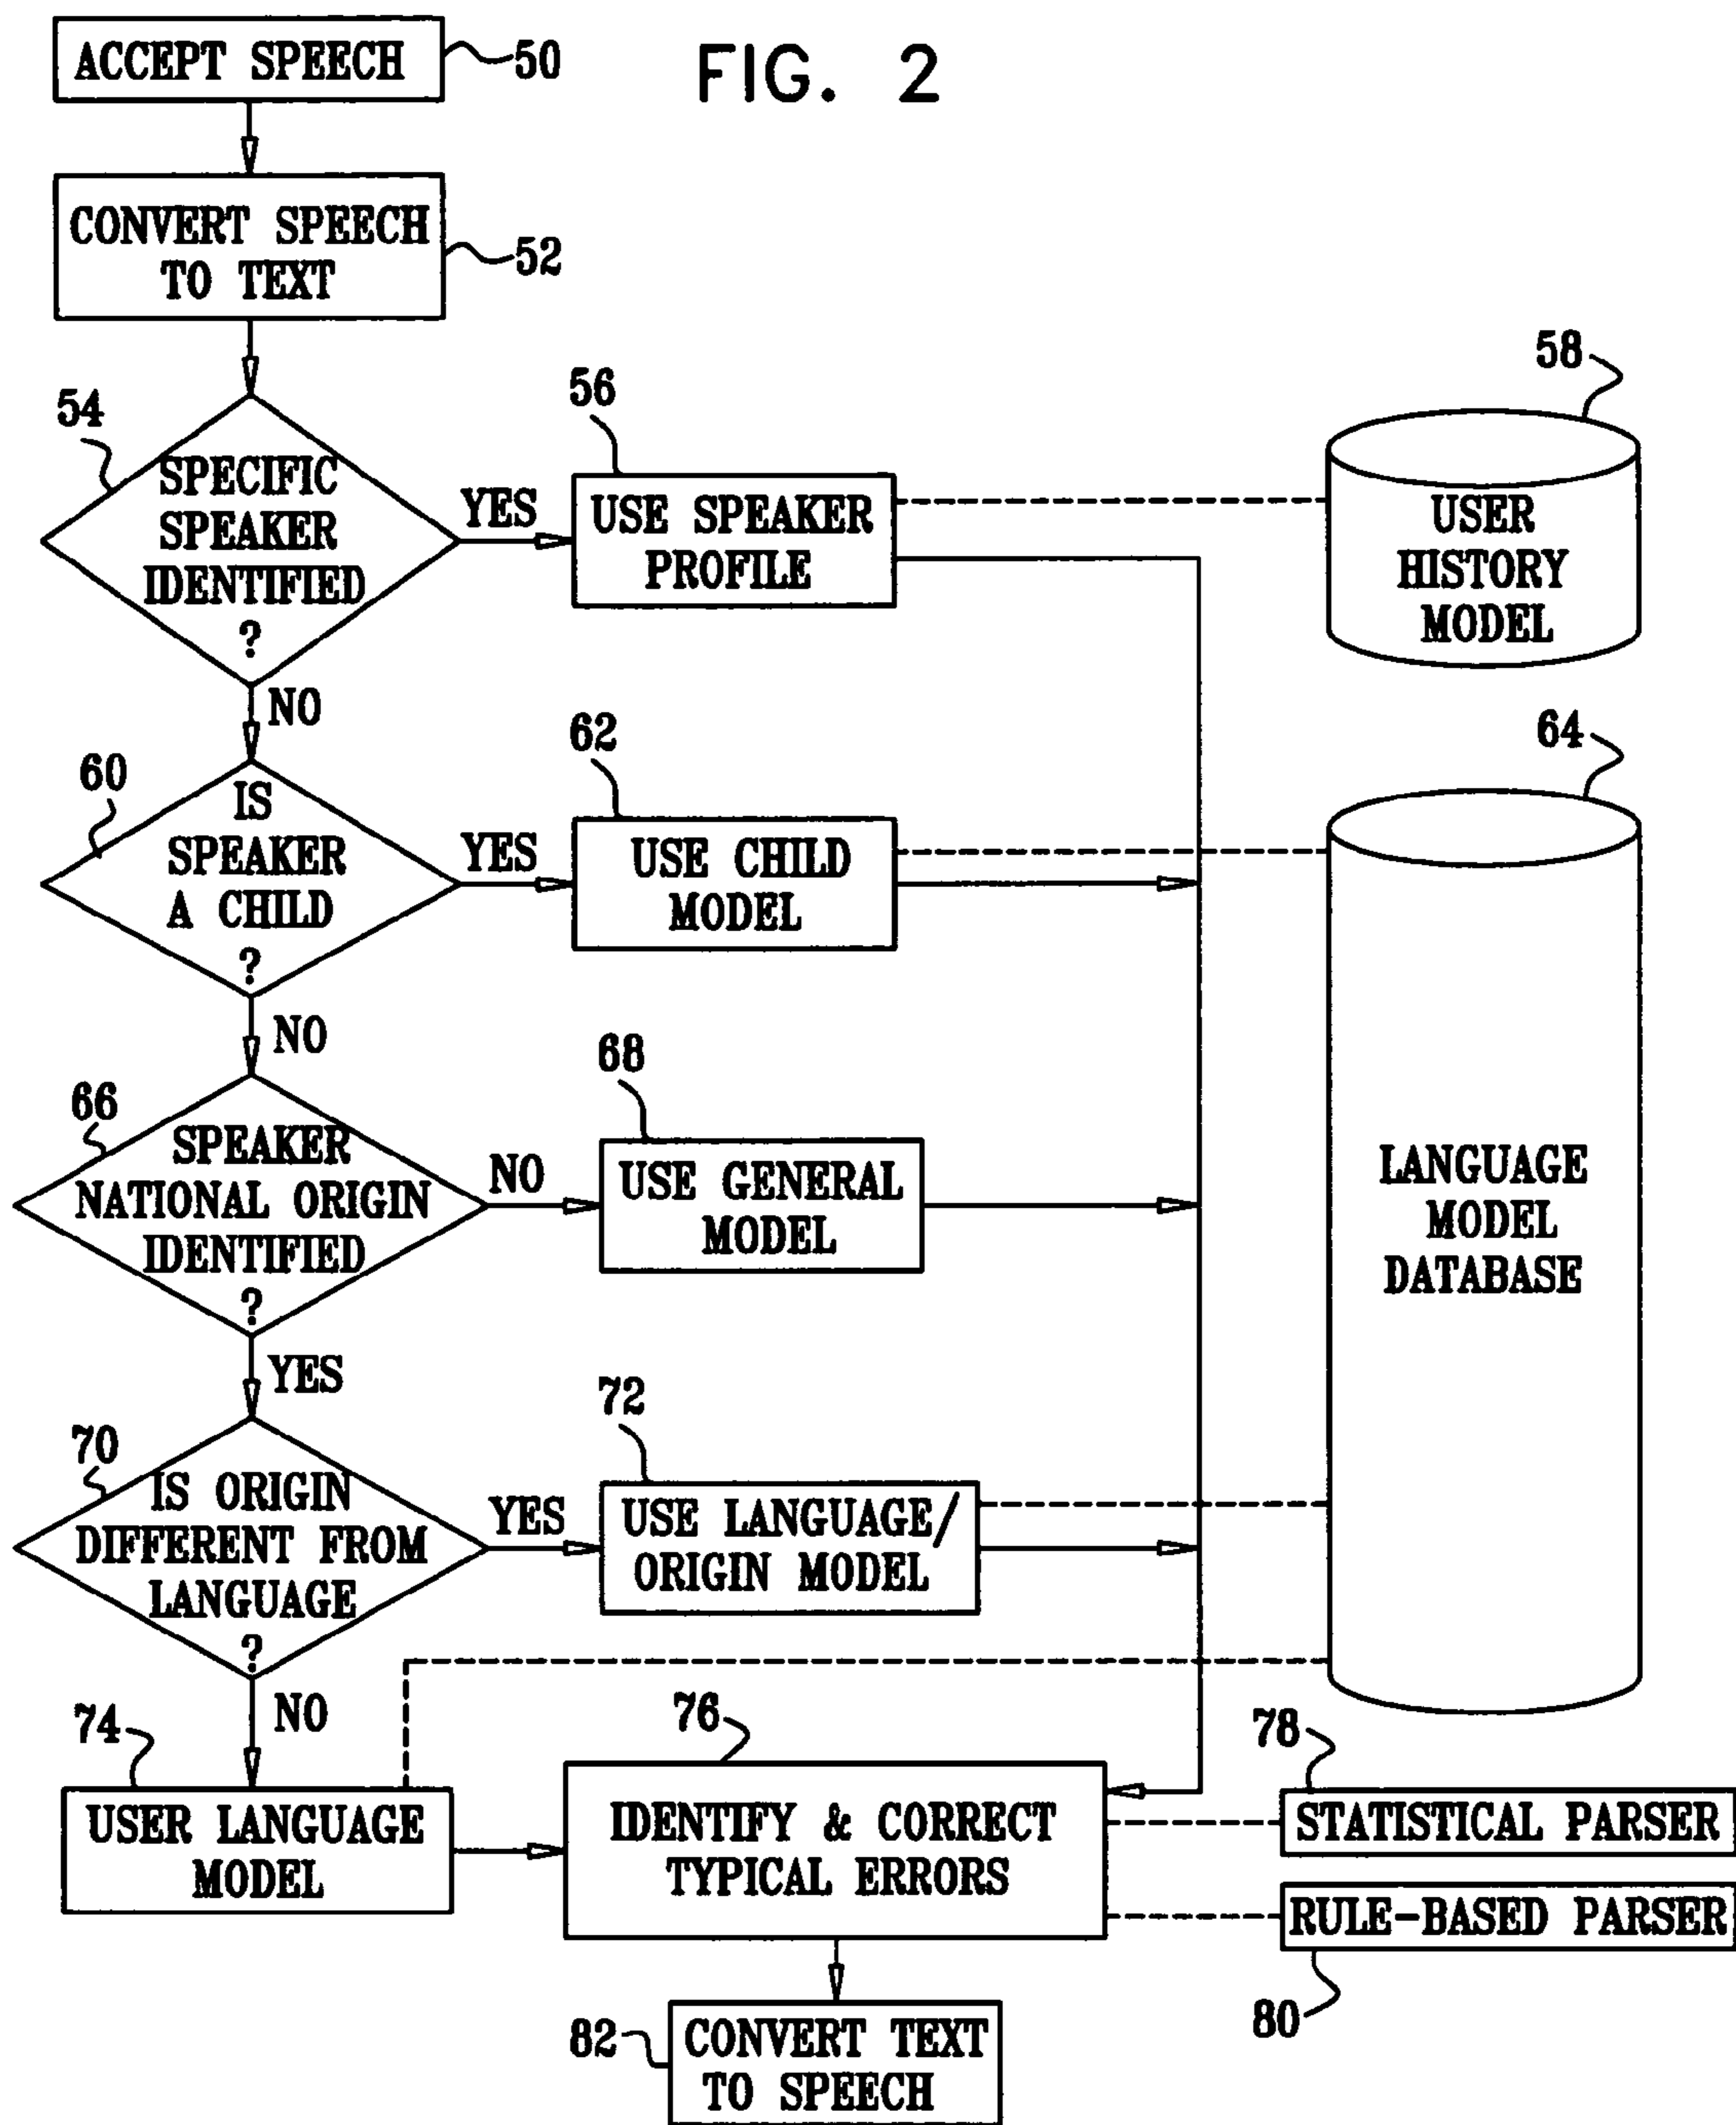 FIG. 2
ACCEPT SPEECH
50
CONVERT SPEECH
TO TEXT
52
54
SPECIFIC
SPEAKER
IDENTIFIED
?
YES
NO
56
USE SPEAKER
PROFILE
58
USER
HISTORY
MODEL
60
IS
SPEAKER
A CHILD
?
YES
NO
62
USE CHILD
MODEL
64
LANGUAGE
MODEL
DATABASE
66
SPEAKER
NATIONAL ORIGIN
IDENTIFIED
?
NO
YES
68
USE GENERAL
MODEL
70
IS ORIGIN
DIFFERENT FROM
LANGUAGE
?
YES
NO
72
USE LANGUAGE/
ORIGIN MODEL
74
USER LANGUAGE
MODEL
76
IDENTIFY & CORRECT
TYPICAL ERRORS
78
STATISTICAL PARSER
RULE-BASED PARSER
80
82
CONVERT TEXT
TO SPEECH